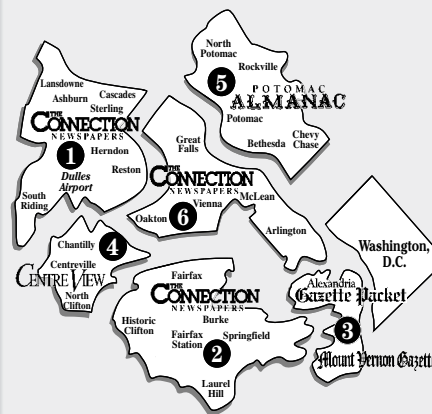 North
Potomac
Rockville
5
POTOMAC
ALMANAC
Potomac
Bethesda
Chevy
Chase
Lansdowne
Ashburn
Cascades
Sterling
THE
CONNECTION
NEWSPAPERS
1
Herndon
Dulles
Airport
Reston
South
Riding
Great
Falls
THE
CONNECTION
NEWSPAPERS
Vienna
McLean
Oakton
6
Arlington
Washington,
D.C.
Chantilly
4
Centreville
CENTRE VIEW
North
Clifton
Fairfax
THE
CONNECTION
NEWSPAPERS
Historic
Clifton
Burke
Fairfax
Station
Springfield
2
Laurel
Hill
Alexandria
Gazette Packet
3
Mount Vernon Gazett